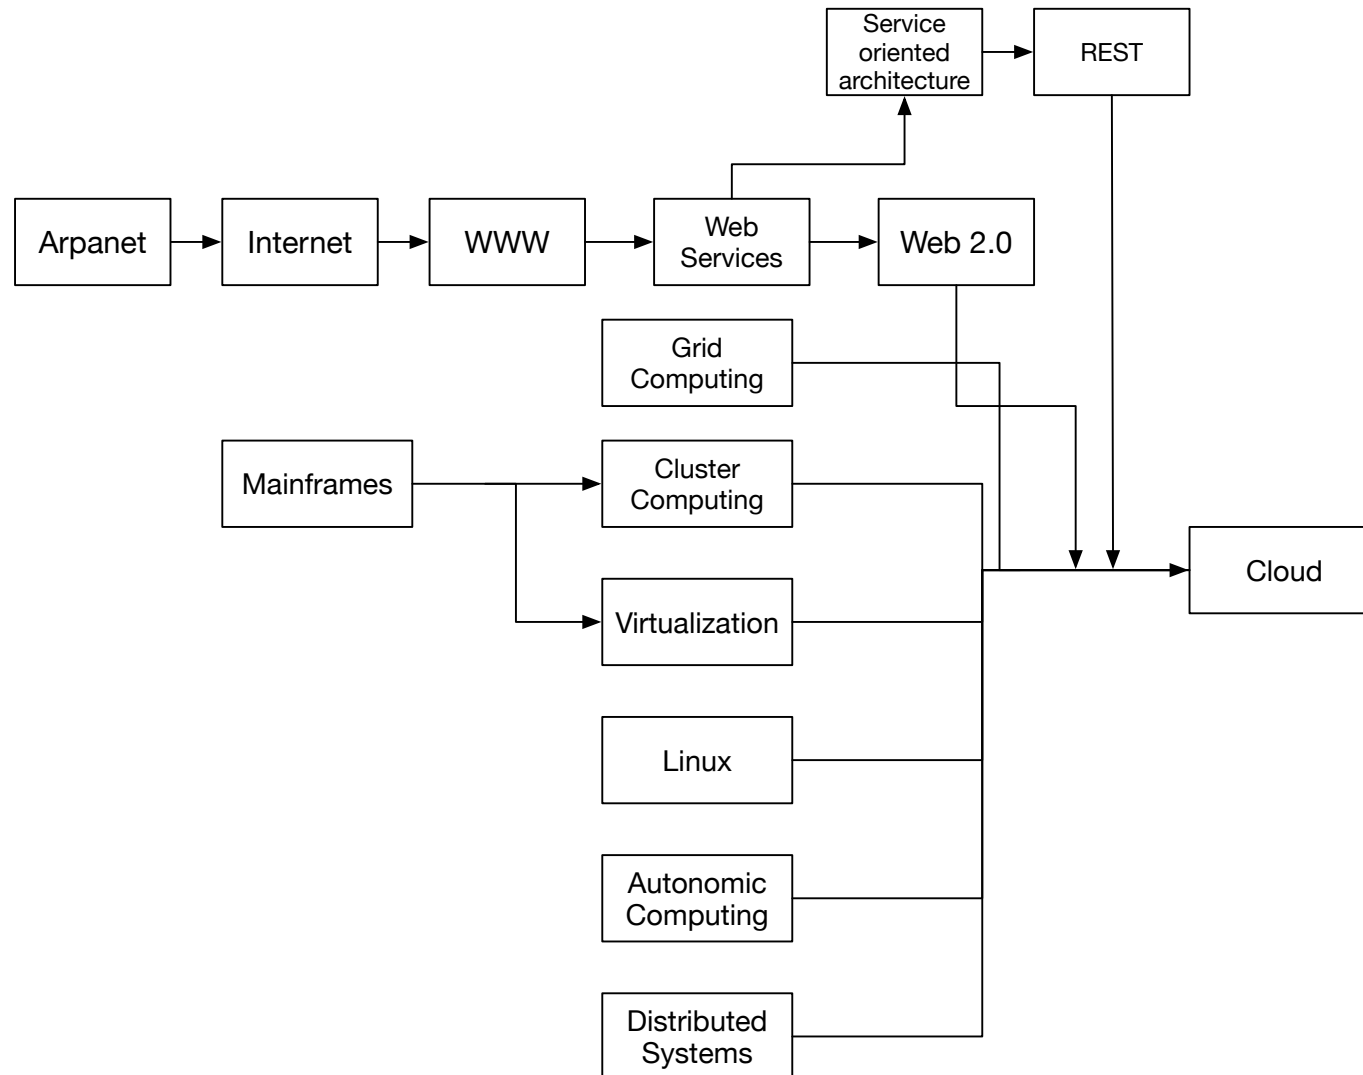 Service
oriented
architecture
REST
Arpanet
Internet
WWW
Web
Services
Web 2.0
Grid
Computing
Mainframes
Cluster
Computing
Cloud
Virtualization
Linux
Autonomic
Computing
Distributed
Systems